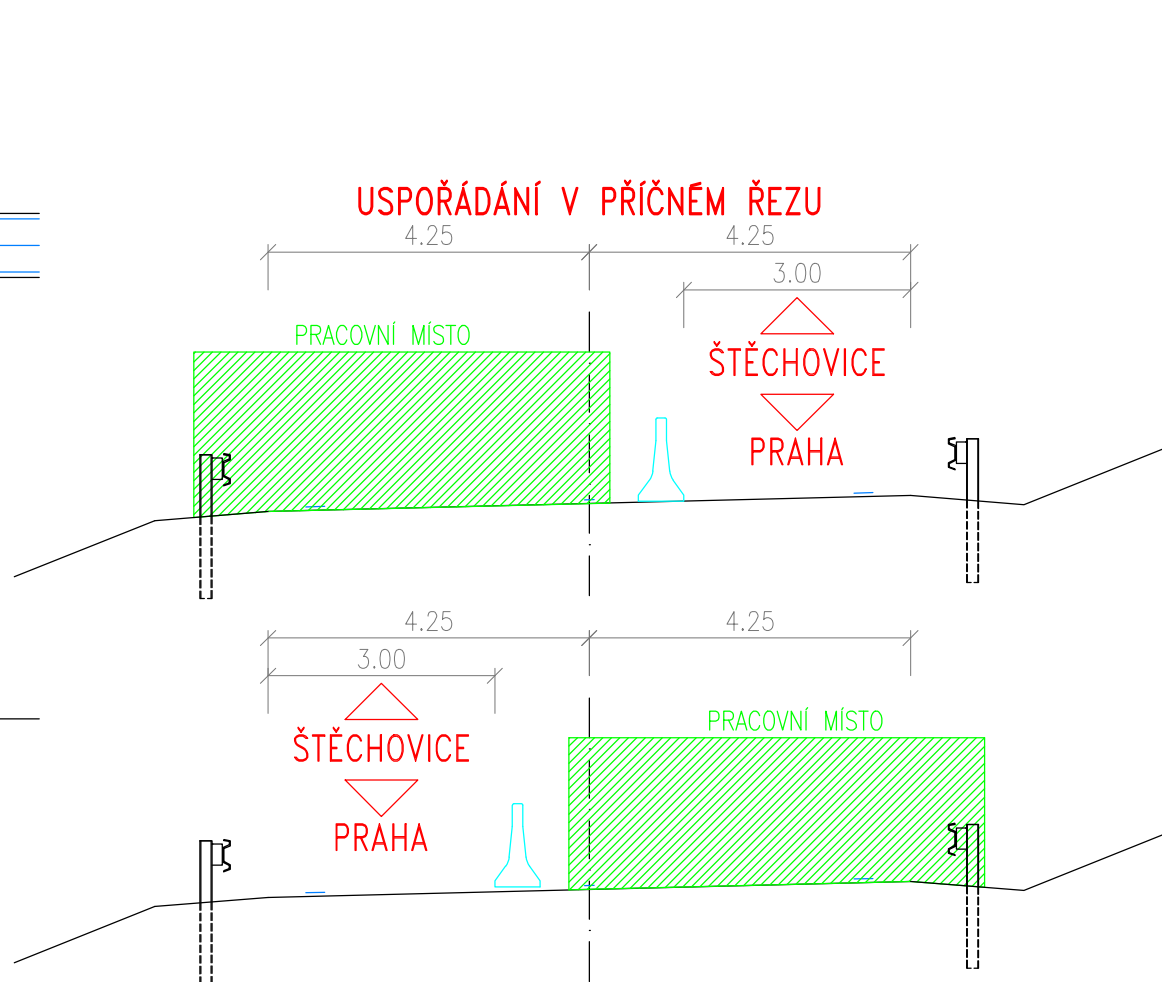 USPOŘÁDÁNÍ V PŘÍČNÉM ŘEZU
4.25 4.25
3.00
PRACOVNÍ MÍSTO
ŠTĚCHOVICE
PRAHA
4.25 4.25
3.00
PRACOVNÍ MÍSTO
ŠTĚCHOVICE
PRAHA